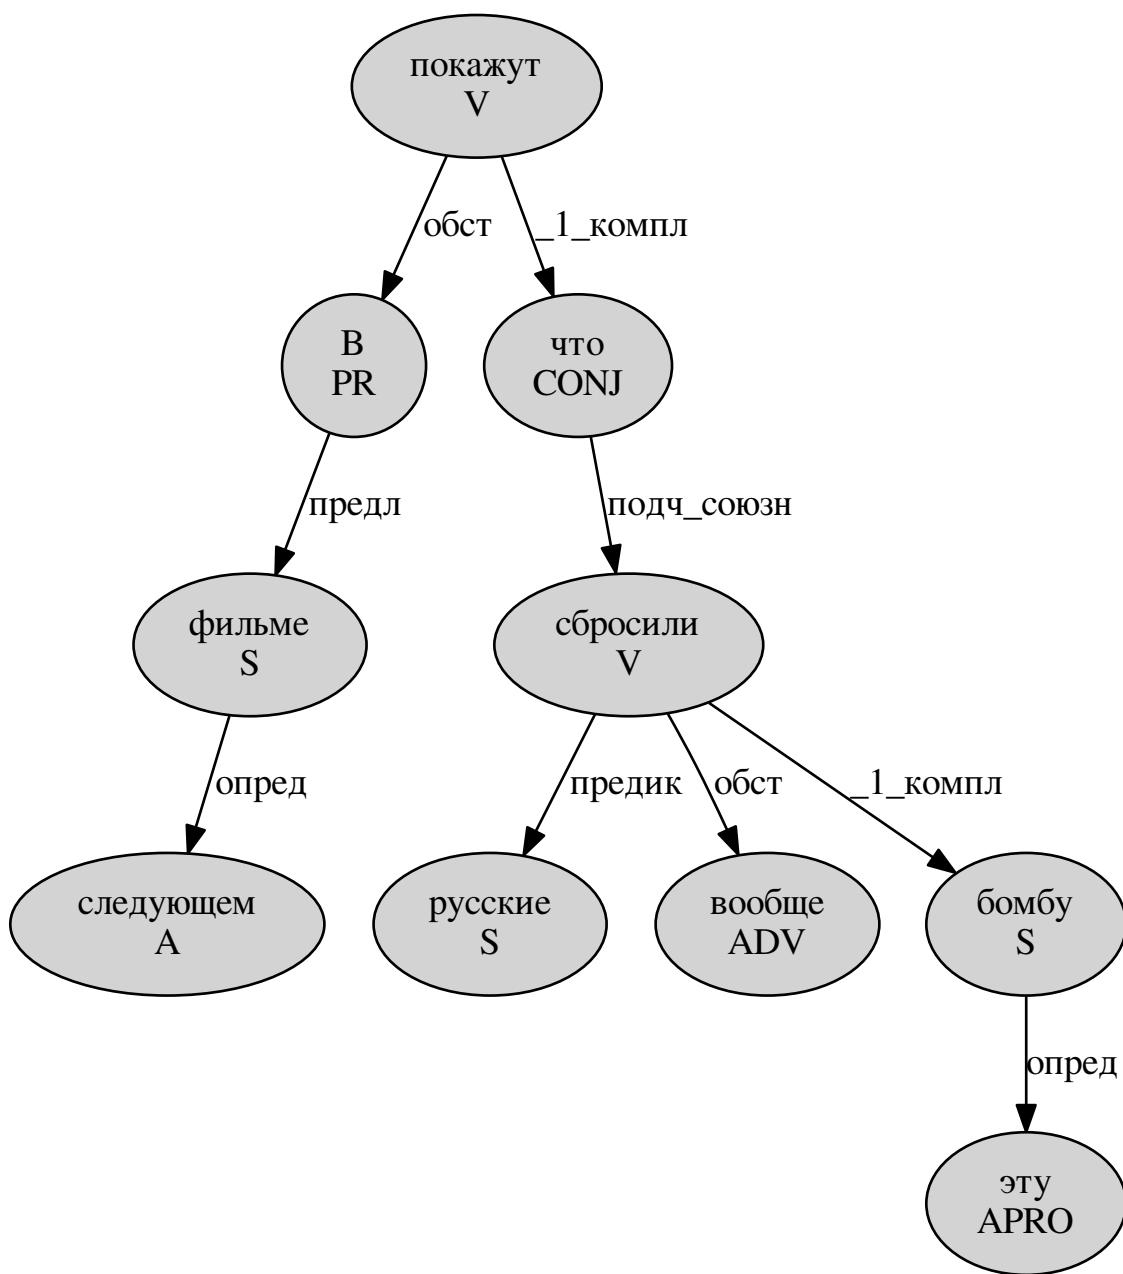 покажут
V
обст
_1_компл
В
PR
что
CONJ
предл
подч_союзн
фильме
S
сбросили
V
опред
предик
обст
_1_компл
следующем
A
русские
S
вообще
ADV
бомбу
S
опред
эту
APRO